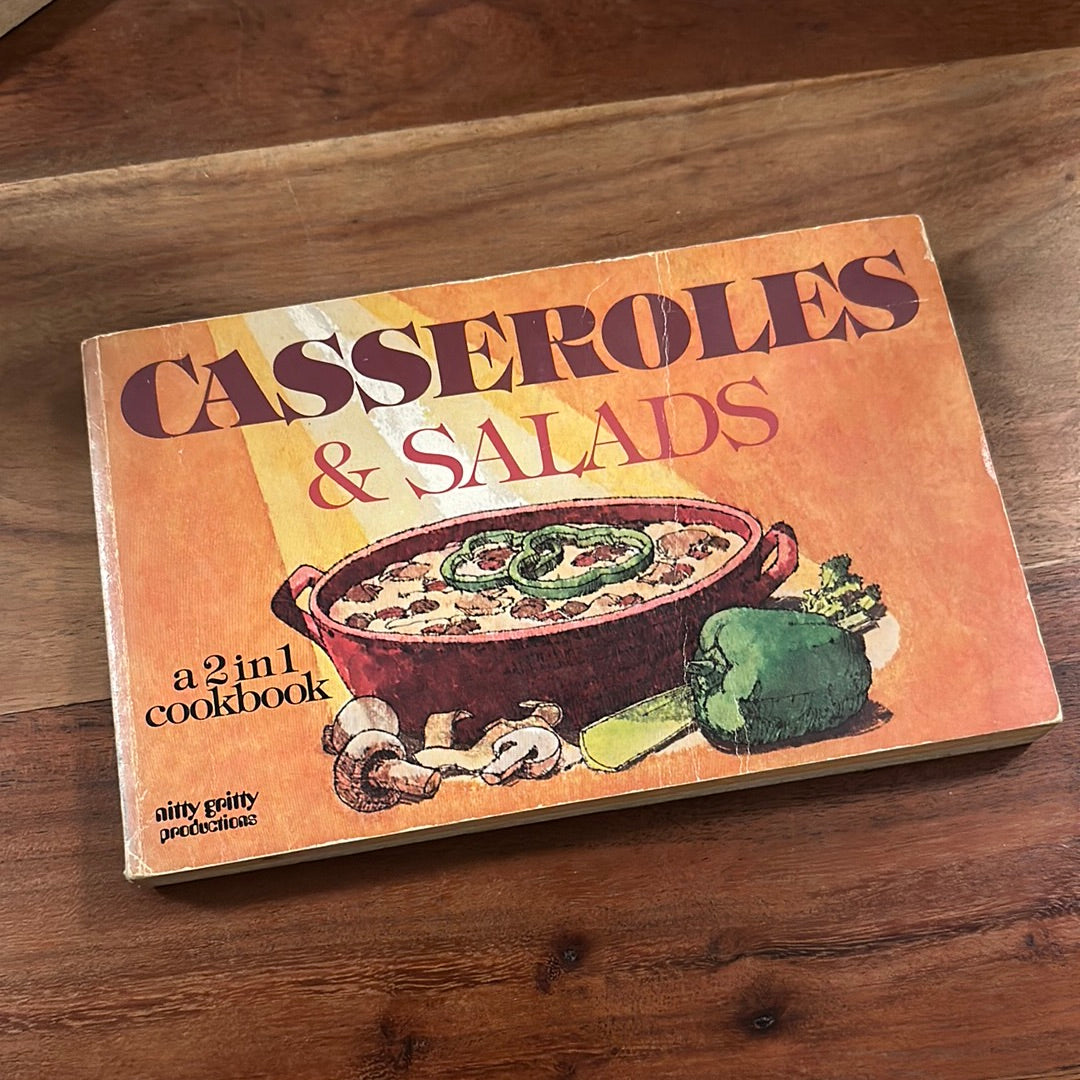 CASSEROLES
& SALADS
a 2 in 1
cookbook
nitty gritty
productions